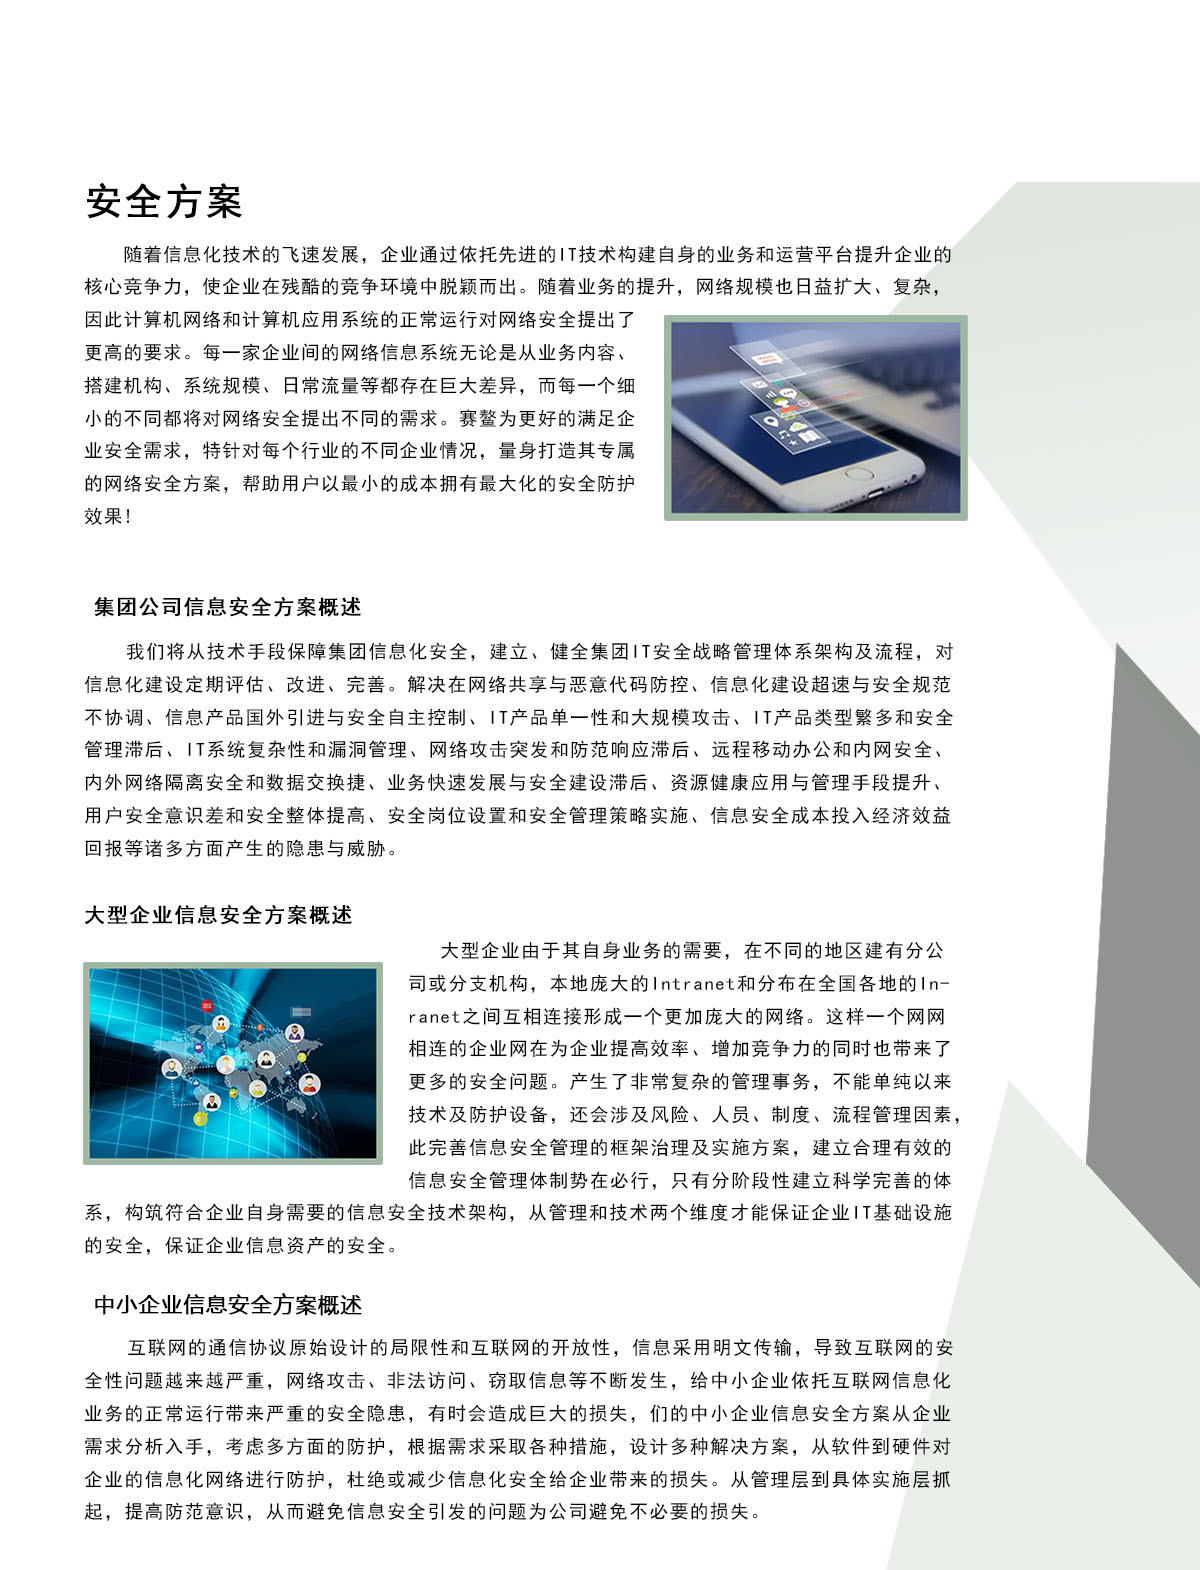 安全方案
随着信息化技术的飞速发展，企业通过依托先进的IT技术构建自身的业务和运营平台提升企业的
核心竞争力，使企业在残酷的竞争环境中脱颖而出。随着业务的提升，网络规模也日益扩大、复杂，
因此计算机网络和计算机应用系统的正常运行对网络安全提出了
更高的要求。每一家企业间的网络信息系统无论是从业务内容、
搭建机构、系统规模、日常流量等都存在巨大差异，而每一个细
小的不同都将对网络安全提出不同的需求。赛鳌为更好的满足企
业安全需求，特针对每个行业的不同企业情况，量身打造其专属
的网络安全方案，帮助用户以最小的成本拥有最大化的安全防护
效果！
集团公司信息安全方案概述
我们将从技术手段保障集团信息化安全，建立、健全集团IT安全战略管理体系架构及流程，对
信息化建设定期评估、改进、完善。解决在网络共享与恶意代码防控、信息化建设超速与安全规范
不协调、信息产品国外引进与安全自主控制、IT产品单一性和大规模攻击、IT产品类型繁多和安全
管理滞后、IT系统复杂性和漏洞管理、网络攻击突发和防范响应滞后、远程移动办公和内网安全、
内外网络隔离安全和数据交换捷、业务快速发展与安全建设滞后、资源健康应用与管理手段提升、
用户安全意识差和安全整体提高、安全岗位设置和安全管理策略实施、信息安全成本投入经济效益
回报等诸多方面产生的隐患与威胁。
大型企业信息安全方案概述
大型企业由于其自身业务的需要，在不同的地区建有分公
司或分支机构，本地庞大的Intranet和分布在全国各地的In-
ranet之间互相连接形成一个更加庞大的网络。这样一个网网
相连的企业网在为企业提高效率、增加竞争力的同时也带来了
更多的安全问题。产生了非常复杂的管理事务，不能单纯以来
技术及防护设备，还会涉及风险、人员、制度、流程管理因素，
此完善信息安全管理的框架治理及实施方案，建立合理有效的
信息安全管理体制势在必行，只有分阶段性建立科学完善的体
系，构筑符合企业自身需要的信息安全技术架构，从管理和技术两个维度才能保证企业IT基础设施
的安全，保证企业信息资产的安全。
中小企业信息安全方案概述
互联网的通信协议原始设计的局限性和互联网的开放性，信息采用明文传输，导致互联网的安
全性问题越来越严重，网络攻击、非法访问、窃取信息等不断发生，给中小企业依托互联网信息化
业务的正常运行带来严重的安全隐患，有时会造成巨大的损失，们的中小企业信息安全方案从企业
需求分析入手，考虑多方面的防护，根据需求采取各种措施，设计多种解决方案，从软件到硬件对
企业的信息化网络进行防护，杜绝或减少信息化安全给企业带来的损失。从管理层到具体实施层抓
起，提高防范意识，从而避免信息安全引发的问题为公司避免不必要的损失。